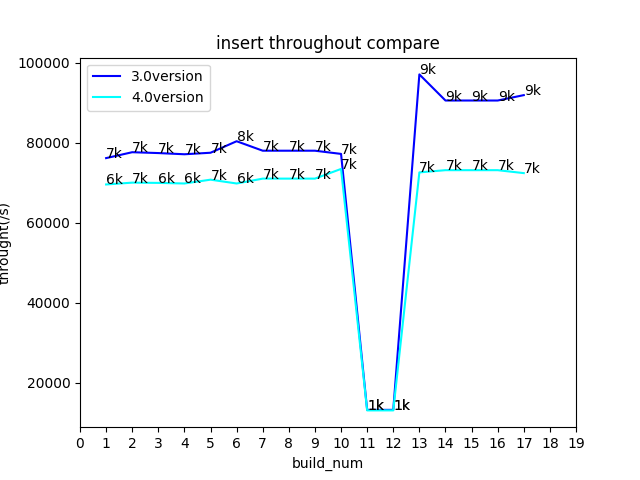 insert throughout compare
3.0version
4.0version
100000
80000
60000
40000
20000
throught(/s)
7k 7k 7k 7k 7k 8k 7k 7k 7k 7k 1k 1k 9k 9k 9k 9k 9k
6k 7k 6k 6k 7k 6k 7k 7k 7k 7k 1k 1k 7k 7k 7k 7k 7k
0 1 2 3 4 5 6 7 8 9 10 11 12 13 14 15 16 17 18 19
build_num